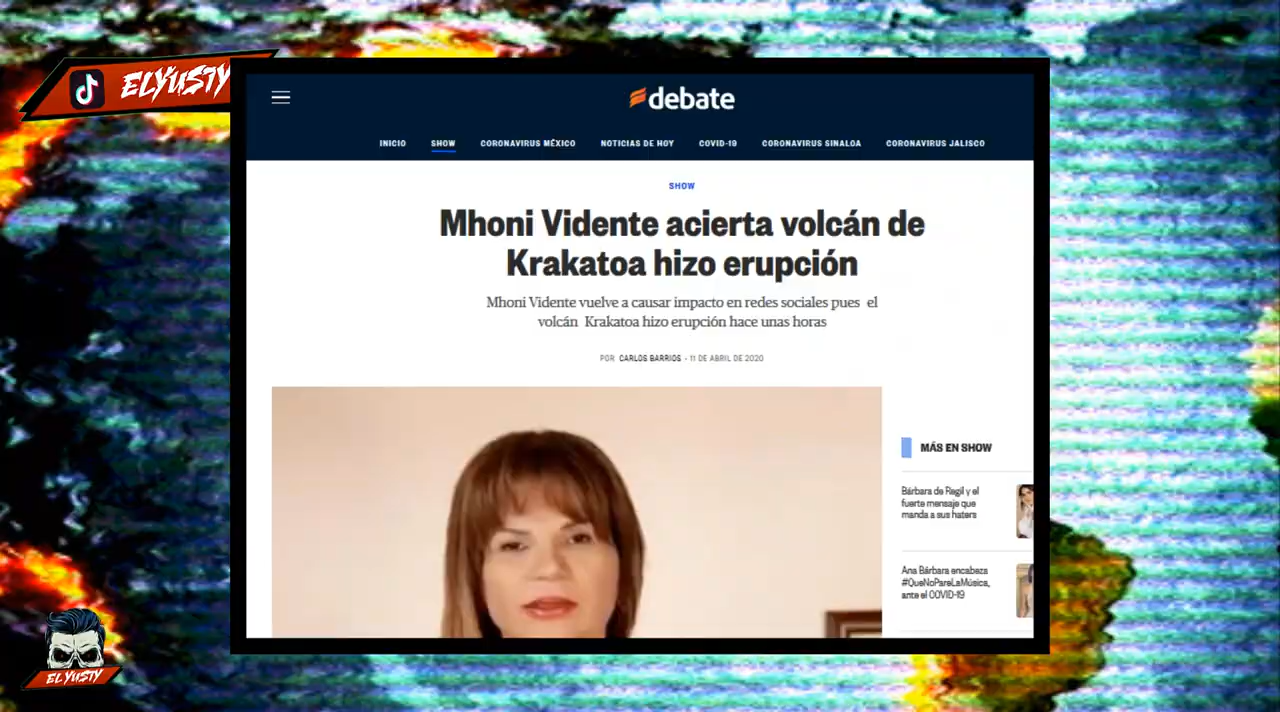 ELYUSTY
debate
INICIO SHOW CORONAVIRUS MÉXICO NOTICIAS DE HOY COVID-19 CORONAVIRUS SINALOA CORONAVIRUS JALISCO
SHOW
Mhoni Vidente acierta volcán de
Krakatoa hizo erupción
Mhoni Vidente vuelve a causar impacto en redes sociales pues el
volcán Krakatoa hizo erupción hace unas horas
POR CARLOS BARRIOS - 11 DE ABRIL DE 2020
MÁS EN SHOW
Bárbara de Regil y el
fuerte mensaje que
manda a sus haters
Ana Bárbara encabeza
#QueNoPareLaMúsica,
ante el COVID-19
ELYUSTY